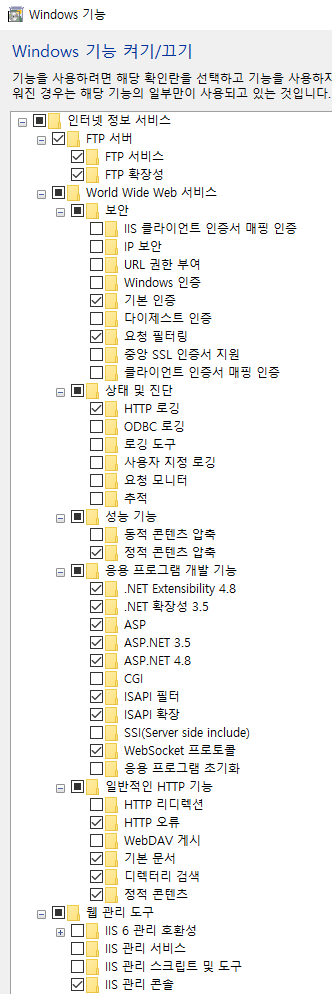 Windows 기능
Windows 기능 켜기/끄기
기능을 사용하려면 해당 확인란을 선택하고 기능을 사용하지
워진 경우는 해당 기능의 일부만이 사용되고 있는 것입니다.
인터넷 정보 서비스
FTP 서버
FTP 서비스
FTP 확장성
World Wide Web 서비스
보안
IIS 클라이언트 인증서 매핑 인증
IP 보안
URL 권한 부여
Windows 인증
기본 인증
다이제스트 인증
요청 필터링
중앙 SSL 인증서 지원
클라이언트 인증서 매핑 인증
상태 및 진단
HTTP 로깅
ODBC 로깅
로깅 도구
사용자 지정 로깅
요청 모니터
추적
성능 기능
동적 콘텐츠 압축
정적 콘텐츠 압축
응용 프로그램 개발 기능
.NET Extensibility 4.8
.NET 확장성 3.5
ASP
ASP.NET 3.5
ASP.NET 4.8
CGI
ISAPI 필터
ISAPI 확장
SSI(Server side include)
WebSocket 프로토콜
응용 프로그램 초기화
일반적인 HTTP 기능
HTTP 리디렉션
HTTP 오류
WebDAV 게시
기본 문서
디렉터리 검색
정적 콘텐츠
웹 관리 도구
IIS 6 관리 호환성
IIS 관리 서비스
IIS 관리 스크립트 및 도구
IIS 관리 콘솔